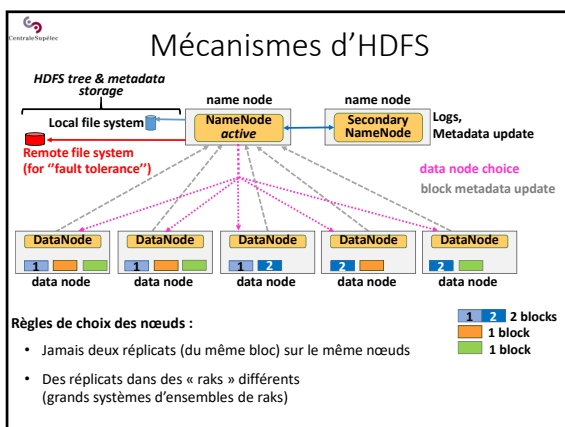 CentraleSupélec
Mécanismes d’HDFS
HDFS tree & metadata
storage
name node
name node
Local file system
NameNode
active
Secondary
NameNode
Logs,
Metadata update
Remote file system
(for ‘‘fault tolerance’’)
data node choice
block metadata update
DataNode
DataNode
DataNode
DataNode
DataNode
1
1
1 2
2
data node
data node
data node
data node
data node
1 2 2 blocks
1 block
1 block
Règles de choix des nœuds :
• Jamais deux réplicats (du même bloc) sur le même nœuds
• Des réplicats dans des « raks » différents
(grands systèmes d’ensembles de raks)